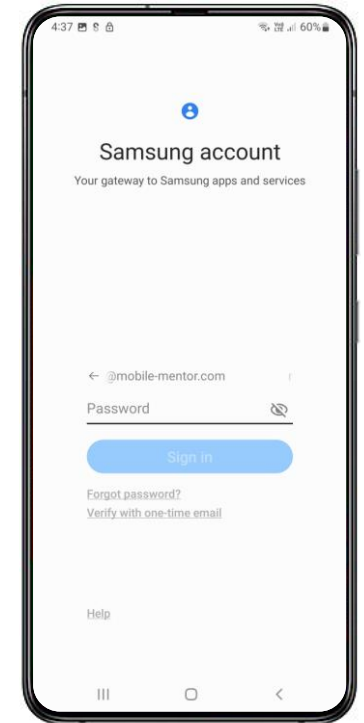 4:37 60%
Samsung account
Your gateway to Samsung apps and services
@mobile-mentor.com
Password
Sign in
Forgot password?
Verify with one-time email
Help